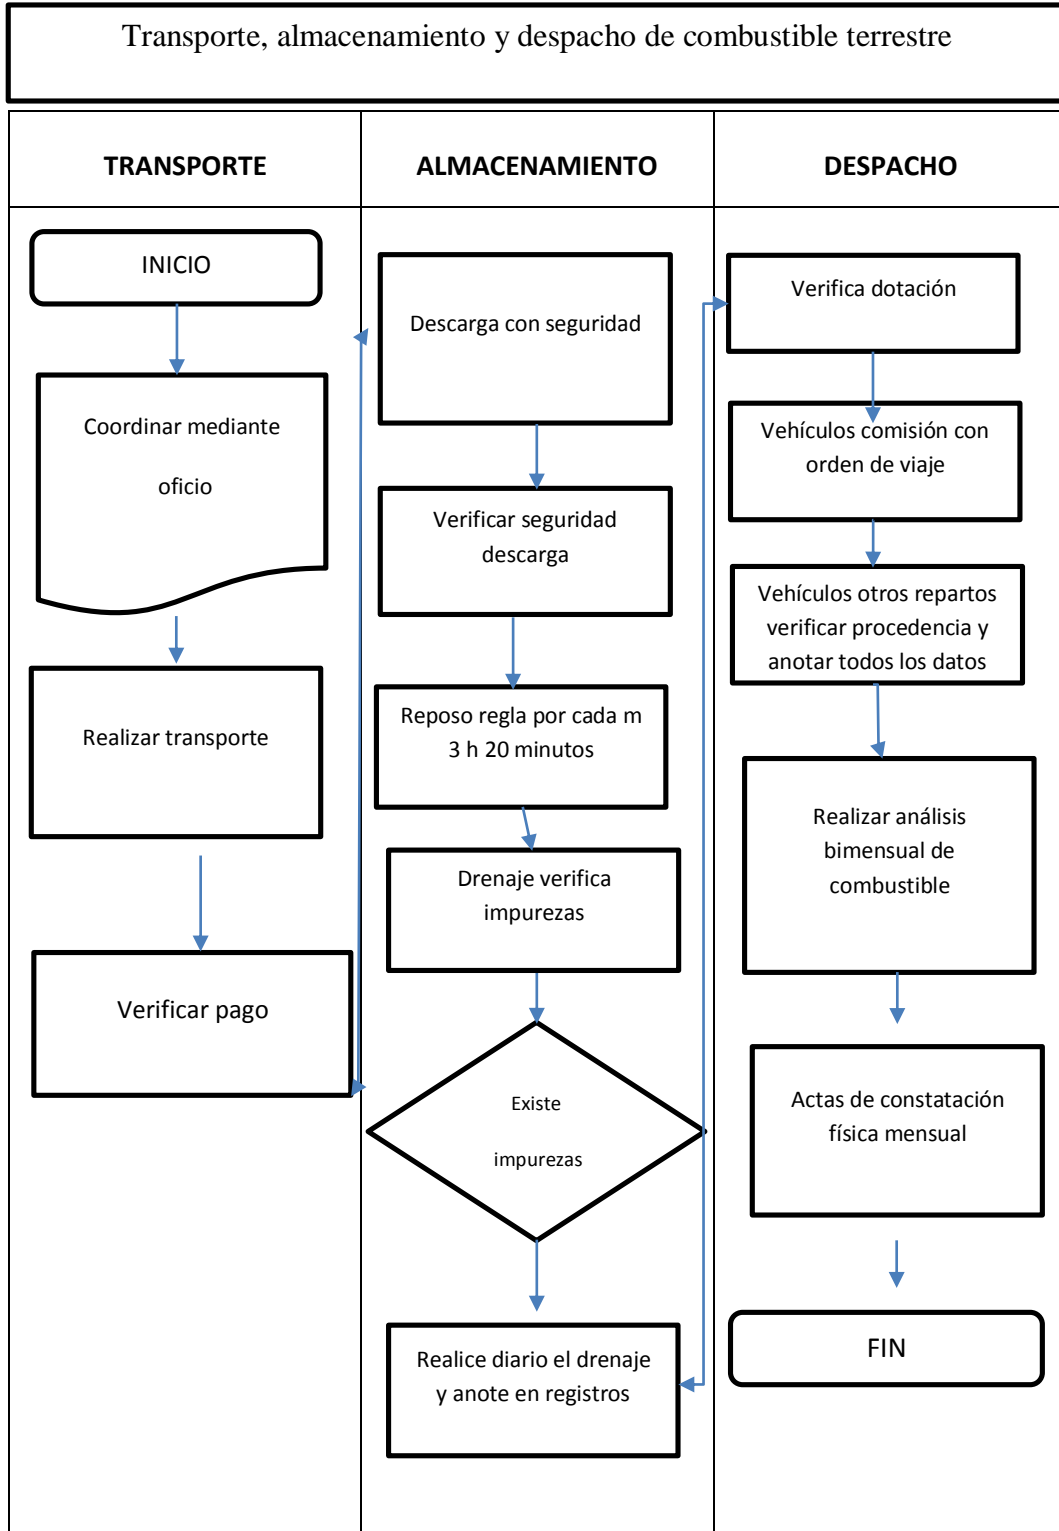 Transporte, almacenamiento y despacho de combustible terrestre
TRANSPORTE
ALMACENAMIENTO
DESPACHO
INICIO
Coordinar mediante
oficio
Realizar transporte
Verificar pago
Descarga con seguridad
Verificar seguridad
descarga
Reposo regla por cada m
3 h 20 minutos
Drenaje verifica
impurezas
Existe
impurezas
Realice diario el drenaje
y anote en registros
Verifica dotación
Vehículos comisión con
orden de viaje
Vehículos otros repartos
verificar procedencia y
anotar todos los datos
Realizar análisis
bimensual de
combustible
Actas de constatación
física mensual
FIN